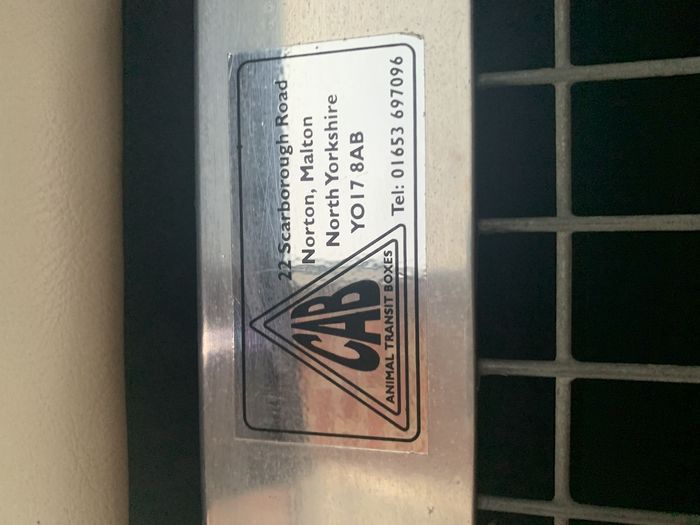 CAB
ANIMAL TRANSIT BOXES
22 Scarborough Road
Norton, Malton
North Yorkshire
YO17 8AB
Tel: 01653 697096